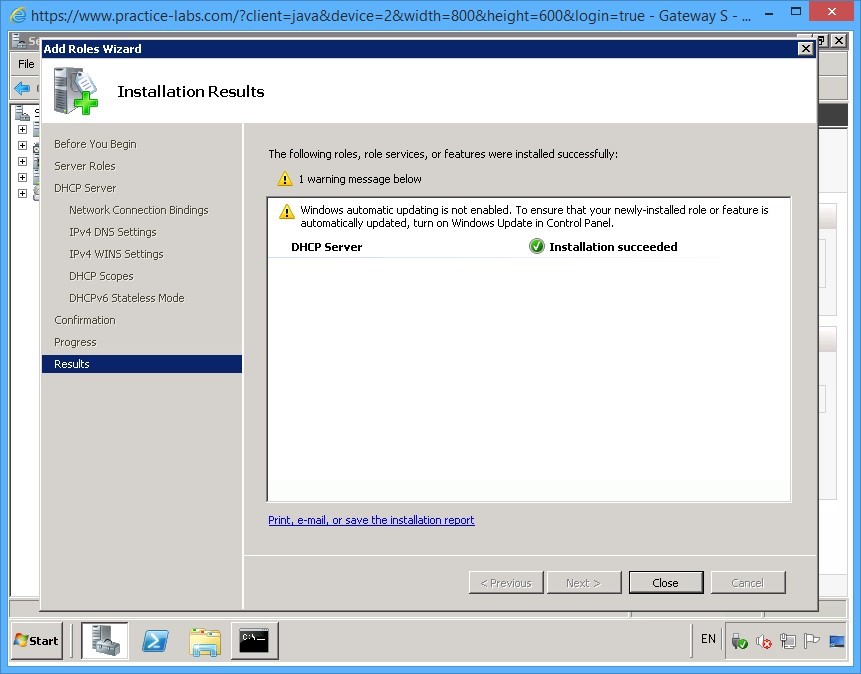 https://www.practice-labs.com/?client=java&device=2&width=800&height=600&login=true - Gateway S - ...
Add Roles Wizard
File
Installation Results
Before You Begin
Server Roles
DHCP Server
Network Connection Bindings
IPv4 DNS Settings
IPv4 WINS Settings
DHCP Scopes
DHCPv6 Stateless Mode
Confirmation
Progress
Results
The following roles, role services, or features were installed successfully:
1 warning message below
Windows automatic updating is not enabled. To ensure that your newly-installed role or feature is
automatically updated, turn on Windows Update in Control Panel.
DHCP Server Installation succeeded
Print, e-mail, or save the installation report
< Previous Next > Close Cancel
Start C:\_ EN